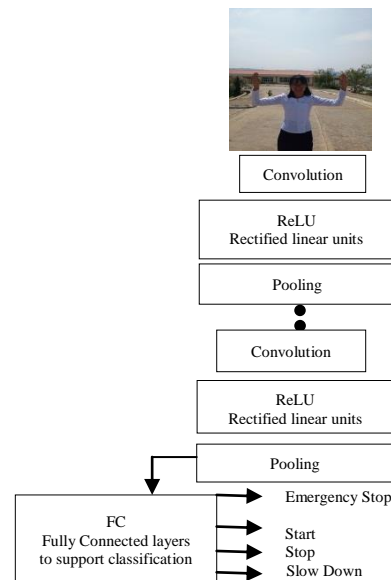 Convolution
ReLU
Rectified linear units
Pooling
Convolution
ReLU
Rectified linear units
Pooling
FC
Fully Connected layers
to support classification
Emergency Stop
Start
Stop
Slow Down